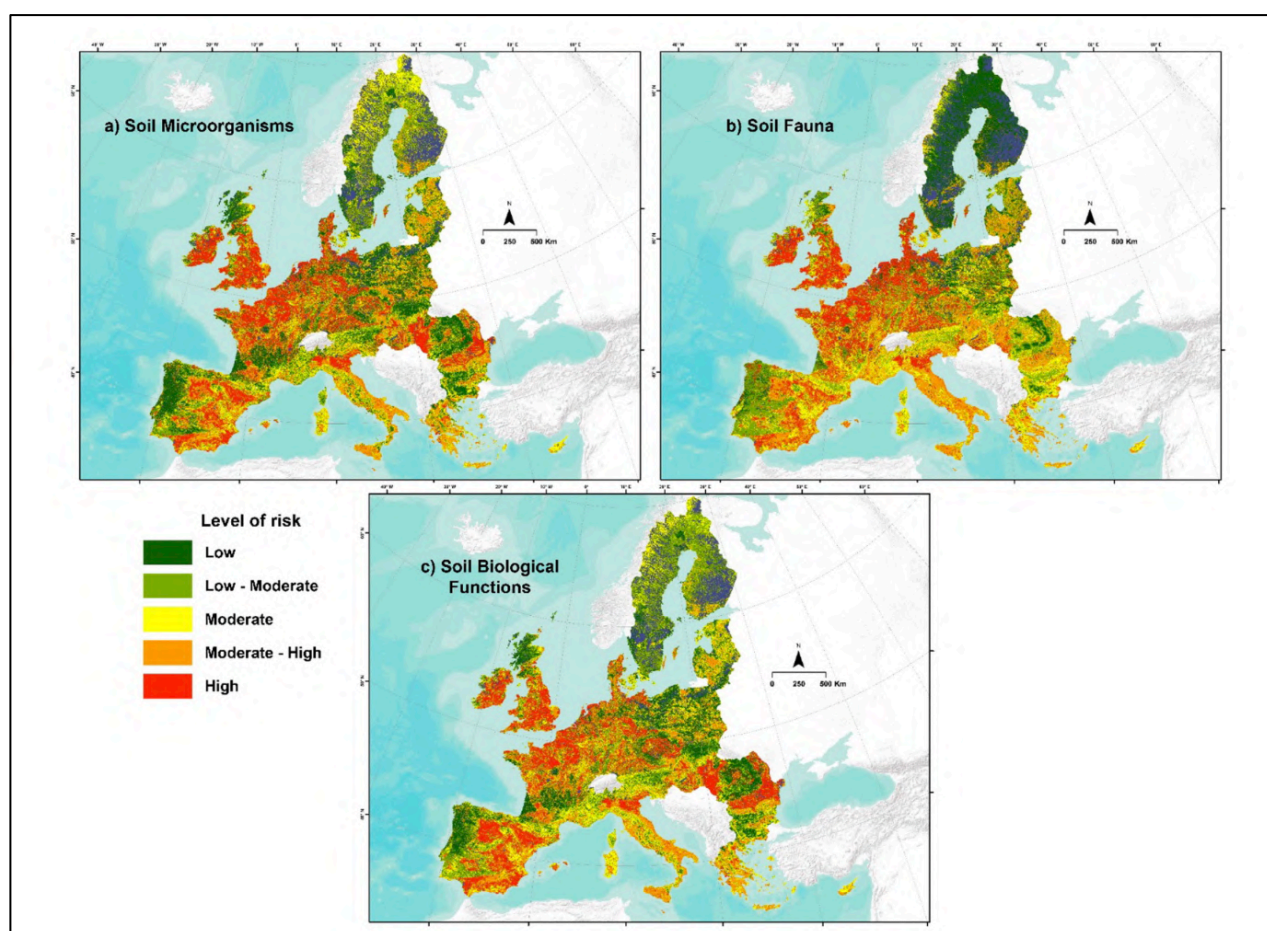 a) Soil Microorganisms
N
0 250 500 Km
b) Soil Fauna
N
0 250 500 Km
Level of risk
Low
Low - Moderate
Moderate
Moderate - High
High
c) Soil Biological
Functions
N
0 250 500 Km